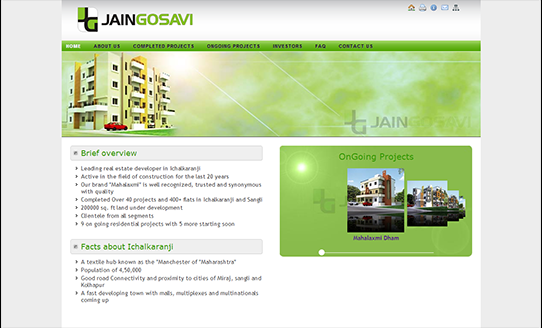 JAINGOSAVI
HOME ABOUT US COMPLETED PROJECTS ONGOING PROJECTS INVESTORS FAQ CONTACT US
JAINGOSAVI
Brief overview
Leading real estate developer in Ichalkaranji
Active in the field of construction for the last 20 years
Our brand "Mahalaxmi" is well recognized, trusted and synonymous
with quality
Completed Over 40 projects and 400+ flats in Ichalkaranji and Sangli
200000 sq. ft land under development
Clientele from all segments
9 on going residential projects with 5 more starting soon
OnGoing Projects
Mahalaxmi Dham
Facts about Ichalkaranji
A textile hub known as the "Manchester of "Maharashtra"
Population of 4,50,000
Good road Connectivity and proximity to cities of Miraj, sangli and
Kolhapur
A fast developing town with malls, multiplexes and multinationals
coming up